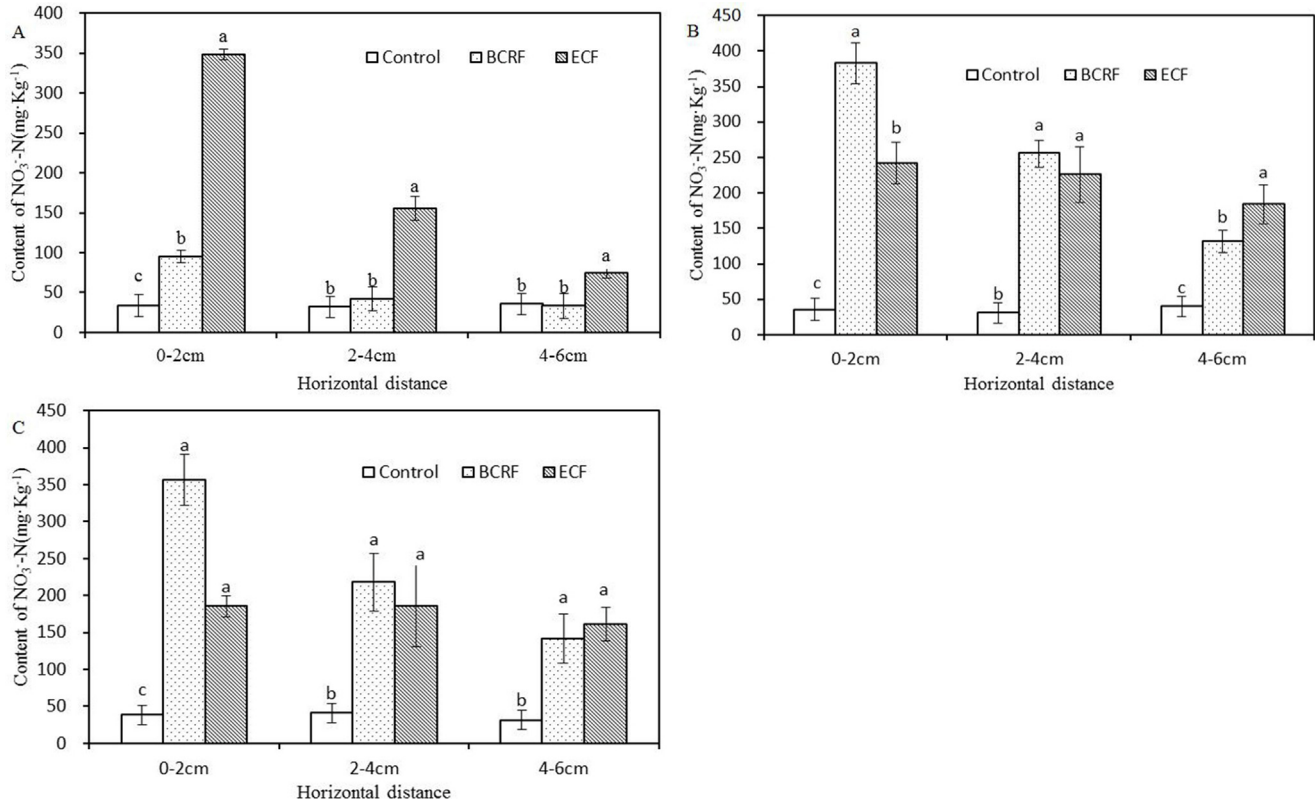 A
Content of NO3- -N(mg·Kg-1)
400
350
300
250
200
150
100
50
0
Control BCRF ECF
c b a
b b a
b b a
0-2cm 2-4cm 4-6cm
Horizontal distance
B
Content of NO3- -N(mg·Kg-1)
450
400
350
300
250
200
150
100
50
0
Control BCRF ECF
c a b
b a a
c b a
0-2cm 2-4cm 4-6cm
Horizontal distance
C
Content of NO3- -N(mg·Kg-1)
450
400
350
300
250
200
150
100
50
0
Control BCRF ECF
c a a
b a a
b a a
0-2cm 2-4cm 4-6cm
Horizontal distance